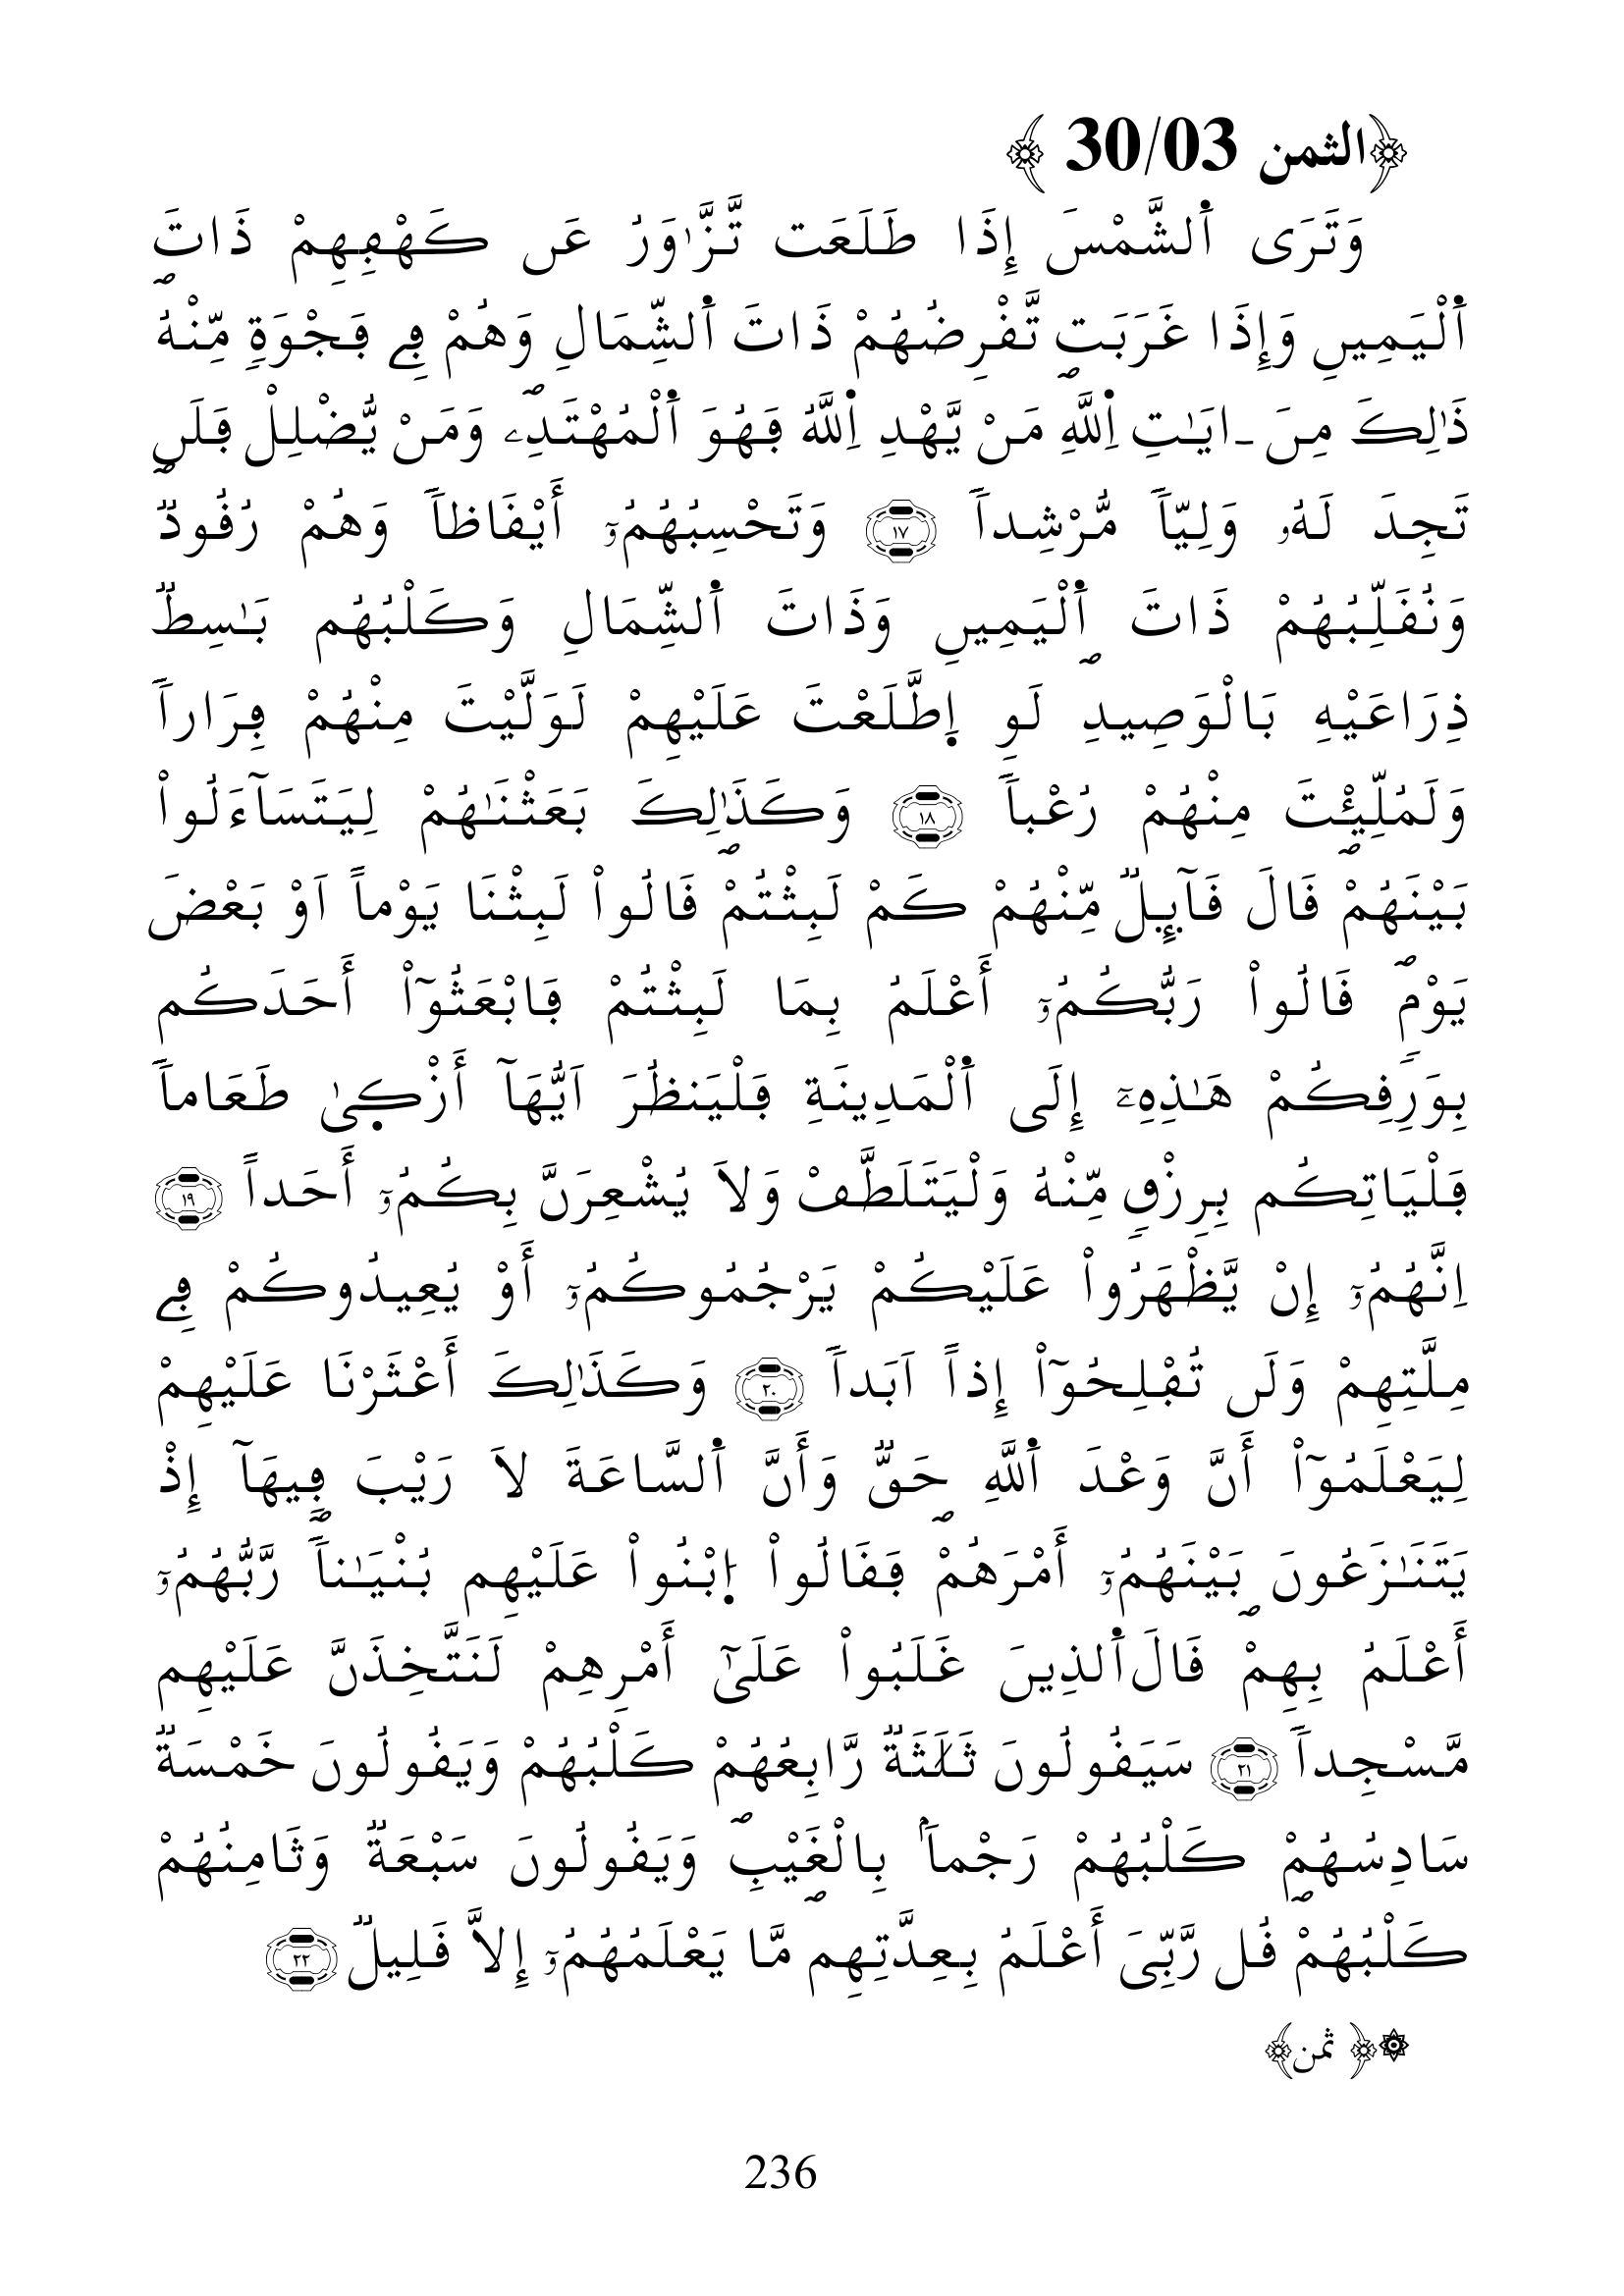 ﴿الثمن 30/03﴾
وَتَرَى اَ۬لشَّمْسَ إِذَا طَلَعَت تَّزَّٰوَرُ عَں كَهْڢِهِمْ ذَاتَ
اَ۬لْيَمِيںِ وَإِذَا غَرَبَت تَّفْرِضُهُمْ ذَاتَ اَ۬لشِّمَالِ وَهُمْ ڢِے ڢَجْوَةٖ مِّنْهُ
ذَٰلِكَ مِنَ ـ ايَٰتِ اِ۬للَّهِ مَنْ يَّهْدِ اِ۬للَّهُ ڢَهُوَ اَ۬لْمُهْتَدِۦ وَمَنْ يُّضْلِلْ ڢَلَں
تَجِدَ لَهُۥ وَلِيّاٗ مُّرْشِداٗ ١٧ وَتَحْسِبُهُمُۥٓ أَيْفَاظاٗ وَهُمْ رُفُودٞ
وَنُفَلِّبُهُمْ ذَاتَ اَ۬لْيَمِيںِ وَذَاتَ اَ۬لشِّمَالِ وَكَلْبُهُم بَٰسِطٞ
ذِرَاعَيْهِ بَالْوَصِيدِ لَوِ اِ۪طَّلَعْتَ عَلَيْهِمْ لَوَلَّيْتَ مِنْهُمْ ڢِرَاراٗ
وَلَمُلِّيْتَ مِنْهُمْ رُعْباٗ ١٨ وَكَذَٰلِكَ بَعَثْنَٰهُمْ لِيَتَسَآءَلُواْ
بَيْنَهُمْ فَالَ فَآئِلٞ مِّنْهُمْ كَمْ لَبِثْتُمْ فَالُواْ لَبِثْنَا يَوْماً اَوْ بَعْضَ
يَوْمٖ فَالُواْ رَبُّكُمُۥٓ أَعْلَمُ بِمَا لَبِثْتُمْ ڢَابْعَثُوٓاْ أَحَدَكُم
بِوَرِفِكُمْ هَٰذِهِۦٓ إِلَى اَ۬لْمَدِينَةِ ڢَلْيَنظُرَ اَيُّهَآ أَزْك۪ىٰ طَعَاماٗ
ڢَلْيَاتِكُم بِرِزْقٖ مِّنْهُ وَلْيَتَلَطَّفْ وَلاَ يُشْعِرَنَّ بِكُمُۥٓ أَحَداً ١٩
اِنَّهُمُۥٓ إِنْ يَّظْهَرُواْ عَلَيْكُمْ يَرْجُمُوكُمُۥٓ أَوْ يُعِيدُوكُمْ ڢِے
مِلَّتِهِمْ وَلَں تُڢْلِحُوٓاْ إِذاً اَبَداٗ ٢٠ وَكَذَٰلِكَ أَعْثَرْنَا عَلَيْهِمْ
لِيَعْلَمُوٓاْ أَنَّ وَعْدَ اَ۬للَّهِ حَقّٞ وَأَنَّ اَ۬لسَّاعَةَ لاَ رَيْبَ ڢِيهَآ إِذْ
يَتَنَٰزَعُونَ بَيْنَهُمُۥٓ أَمْرَهُمْ ڢَفَالُواْ اُ۪بْنُواْ عَلَيْهِم بُنْيَٰناٗ رَّبُّهُمُۥٓ
أَعْلَمُ بِهِمْ فَالَ اَ۬لذِينَ غَلَبُواْ عَلَىٰٓ أَمْرِهِمْ لَنَتَّخِذَنَّ عَلَيْهِم
مَّسْجِداٗ ٢١ سَيَفُولُونَ ثَلَٰثَةٞ رَّابِعُهُمْ كَلْبُهُمْ وَيَفُولُونَ خَمْسَةٞ
سَادِسُهُمْ كَلْبُهُمْ رَجْماَۢ بِالْغَيْبِ وَيَفُولُونَ سَبْعَةٞ وَثَامِنُهُمْ
كَلْبُهُمْ فُل رَّبِّىَ أَعْلَمُ بِعِدَّتِهِم مَّا يَعْلَمُهُمُۥٓ إِلاَّ فَلِيلٞ ٢٢
۞﴿ ثمن﴾
236